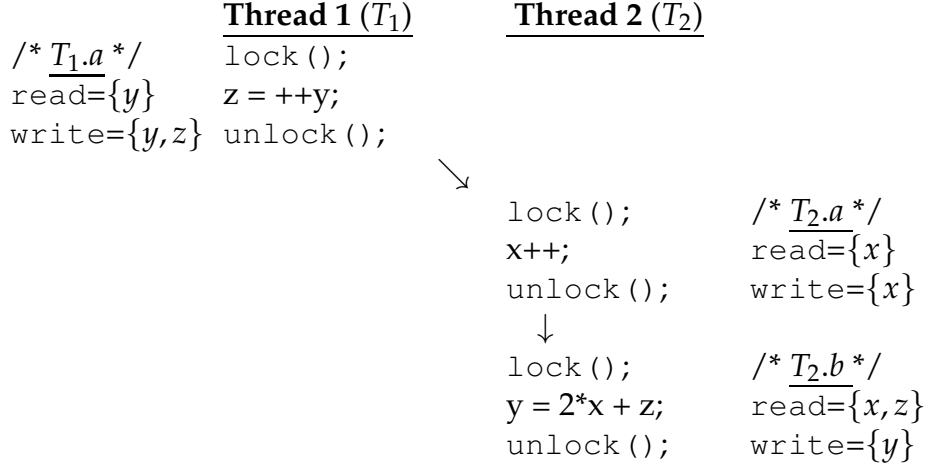 Thread 1 (T₁) Thread 2 (T₂)
/* T₁.a */ lock();
read={y} z = ++y;
write={y,z} unlock();
↘
lock(); /* T₂.a */
x++; read={x}
unlock(); write={x}
↓
lock(); /* T₂.b */
y = 2*x + z; read={x,z}
unlock(); write={y}